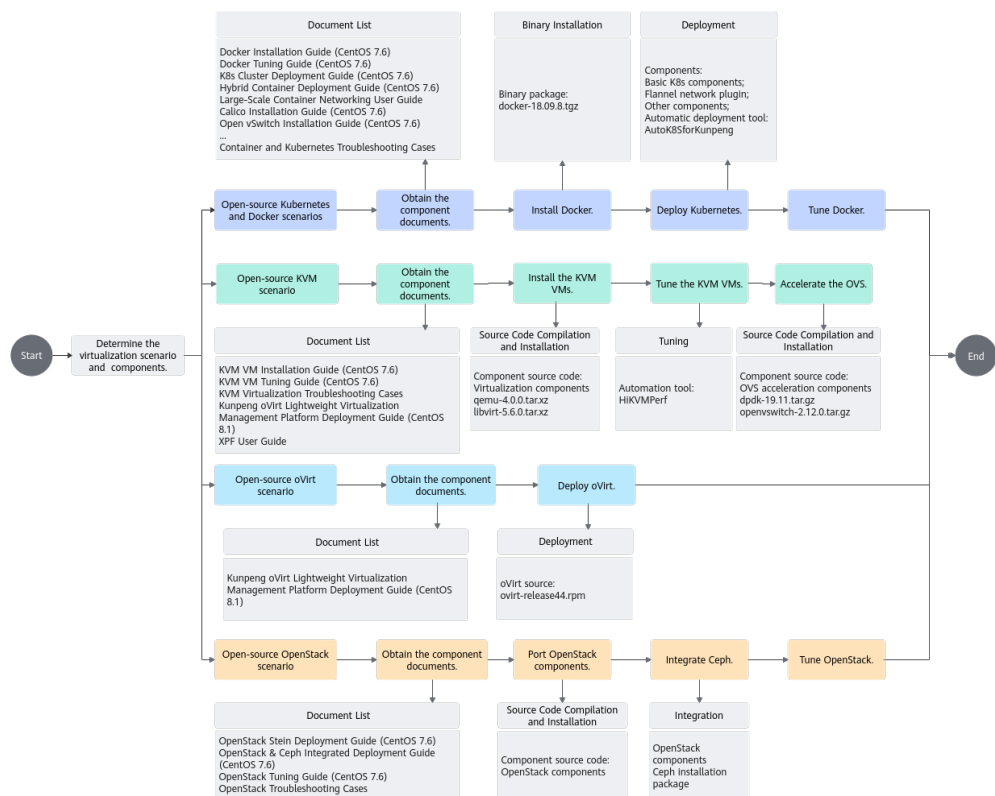 Document List
Docker Installation Guide (CentOS 7.6)
Docker Tuning Guide (CentOS 7.6)
K8s Cluster Deployment Guide (CentOS 7.6)
Hybrid Container Deployment Guide (CentOS 7.6)
Large-Scale Container Networking User Guide
Calico Installation Guide (CentOS 7.6)
Open vSwitch Installation Guide (CentOS 7.6)
...
Container and Kubernetes Troubleshooting Cases
Binary Installation
Binary package:
docker-18.09.8.tgz
Deployment
Components:
Basic K8s components;
Flannel network plugin;
Other components;
Automatic deployment tool:
AutoK8SforKunpeng
Open-source Kubernetes
and Docker scenarios
Obtain the
component
documents.
Install Docker.
Deploy Kubernetes.
Tune Docker.
Open-source KVM
scenario
Obtain the
component
documents.
Install the KVM
VMs.
Tune the KVM VMs.
Accelerate the OVS.
Start
Determine the
virtualization scenario
and components.
End
Document List
KVM VM Installation Guide (CentOS 7.6)
KVM VM Tuning Guide (CentOS 7.6)
KVM Virtualization Troubleshooting Cases
Kunpeng oVirt Lightweight Virtualization
Management Platform Deployment Guide (CentOS
8.1)
XPF User Guide
Source Code Compilation
and Installation
Component source code:
Virtualization components
qemu-4.0.0.tar.xz
libvirt-5.6.0.tar.xz
Tuning
Automation tool:
HiKVMPerf
Source Code Compilation and
Installation
Component source code:
OVS acceleration components
dpdk-19.11.tar.gz
openvswitch-2.12.0.tar.gz
Open-source oVirt
scenario
Obtain the component
documents.
Deploy oVirt.
Document List
Kunpeng oVirt Lightweight Virtualization
Management Platform Deployment Guide (CentOS
8.1)
Deployment
oVirt source:
ovirt-release44.rpm
Open-source OpenStack
scenario
Obtain the component
documents.
Port OpenStack
components.
Integrate Ceph.
Tune OpenStack.
Document List
OpenStack Stein Deployment Guide (CentOS 7.6)
OpenStack & Ceph Integrated Deployment Guide
(CentOS 7.6)
OpenStack Tuning Guide (CentOS 7.6)
OpenStack Troubleshooting Cases
Source Code Compilation
and Installation
Component source code:
OpenStack components
Integration
OpenStack
components
Ceph installation
package